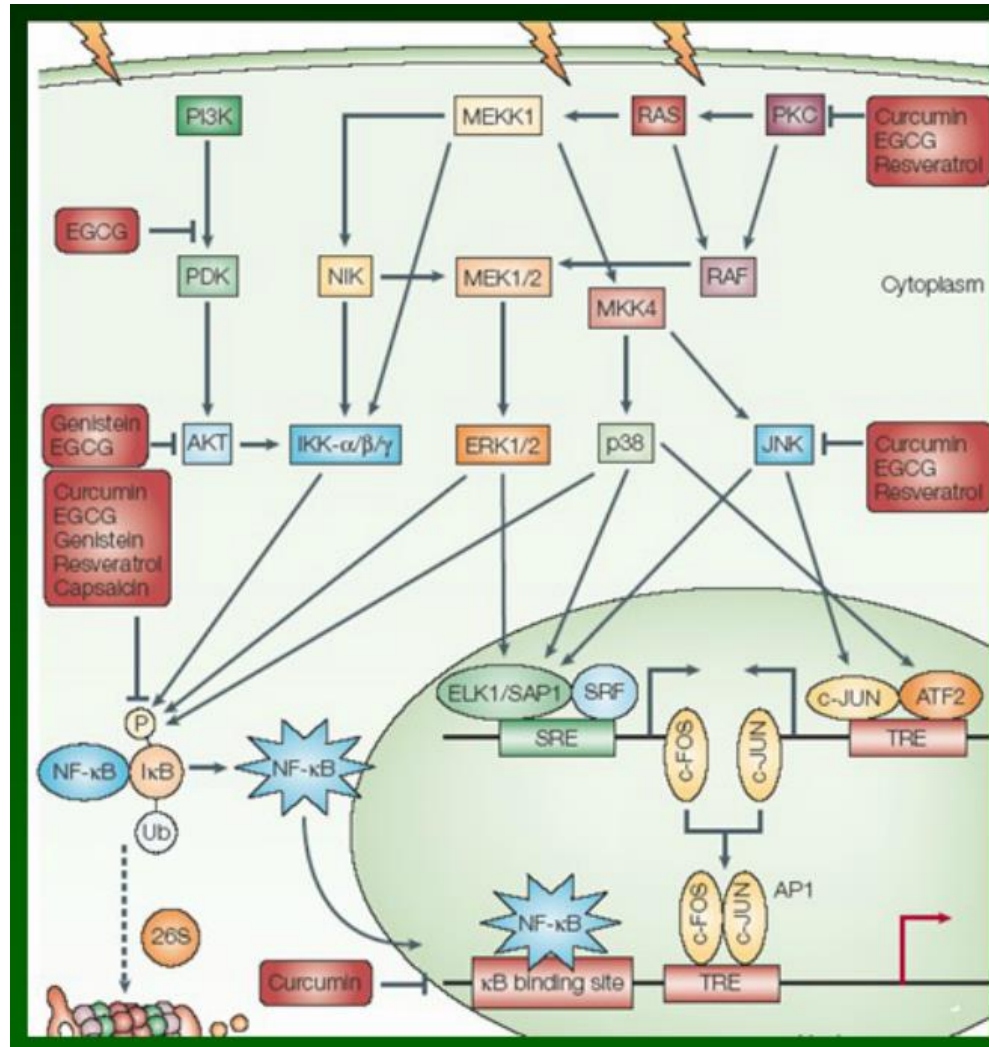 PI3K
MEKK1
RAS
PKC
Curcumin
EGCG
Resveratrol
EGCG
PDK
NIK
MEK1/2
RAF
MKK4
Cytoplasm
Genistein
EGCG
AKT
IKK-α/β/γ
ERK1/2
p38
JNK
Curcumin
EGCG
Resveratrol
Curcumin
EGCG
Genistein
Resveratrol
Capsaicin
ELK1/SAP1
SRF
c-JUN
ATF2
P
SRE
TRE
c-FOS
c-JUN
NF-κB
IκB
NF-κB
Ub
c-FOS
c-JUN
AP1
26S
NF-κB
Curcumin
κB binding site
TRE